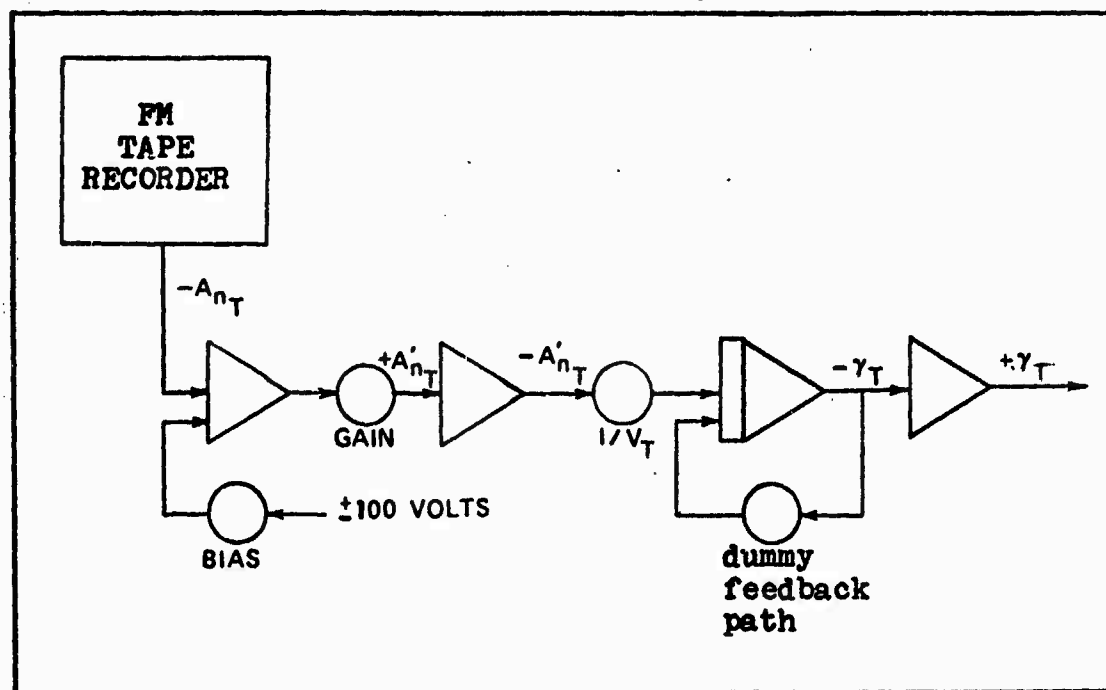 FM
TAPE
RECORDER
-A_{n_T}
+A'_{n_T}
-A'_{n_T}
-γ_T
+γ_T
GAIN
1/V_T
±100 VOLTS
BIAS
dummy
feedback
path